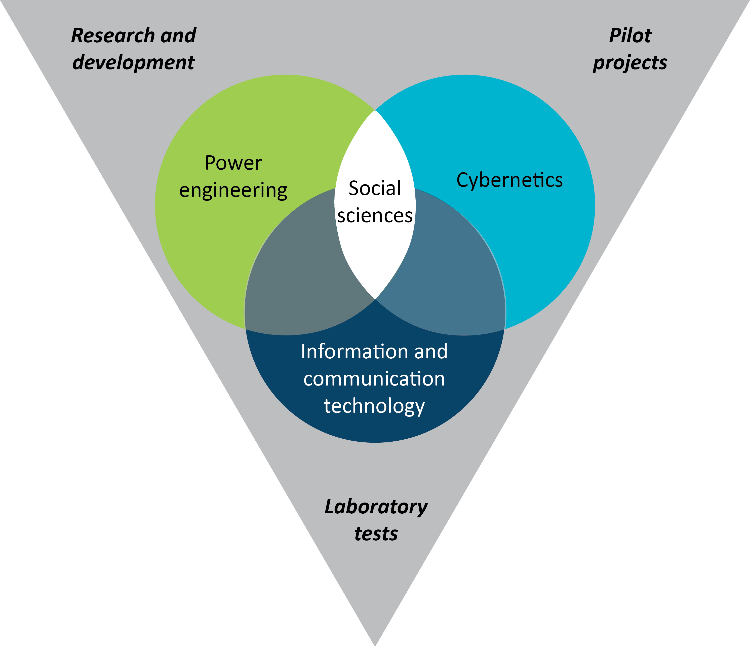 Research and
development
Pilot
projects
Power
engineering
Social
sciences
Cybernetics
Information and
communication
technology
Laboratory
tests